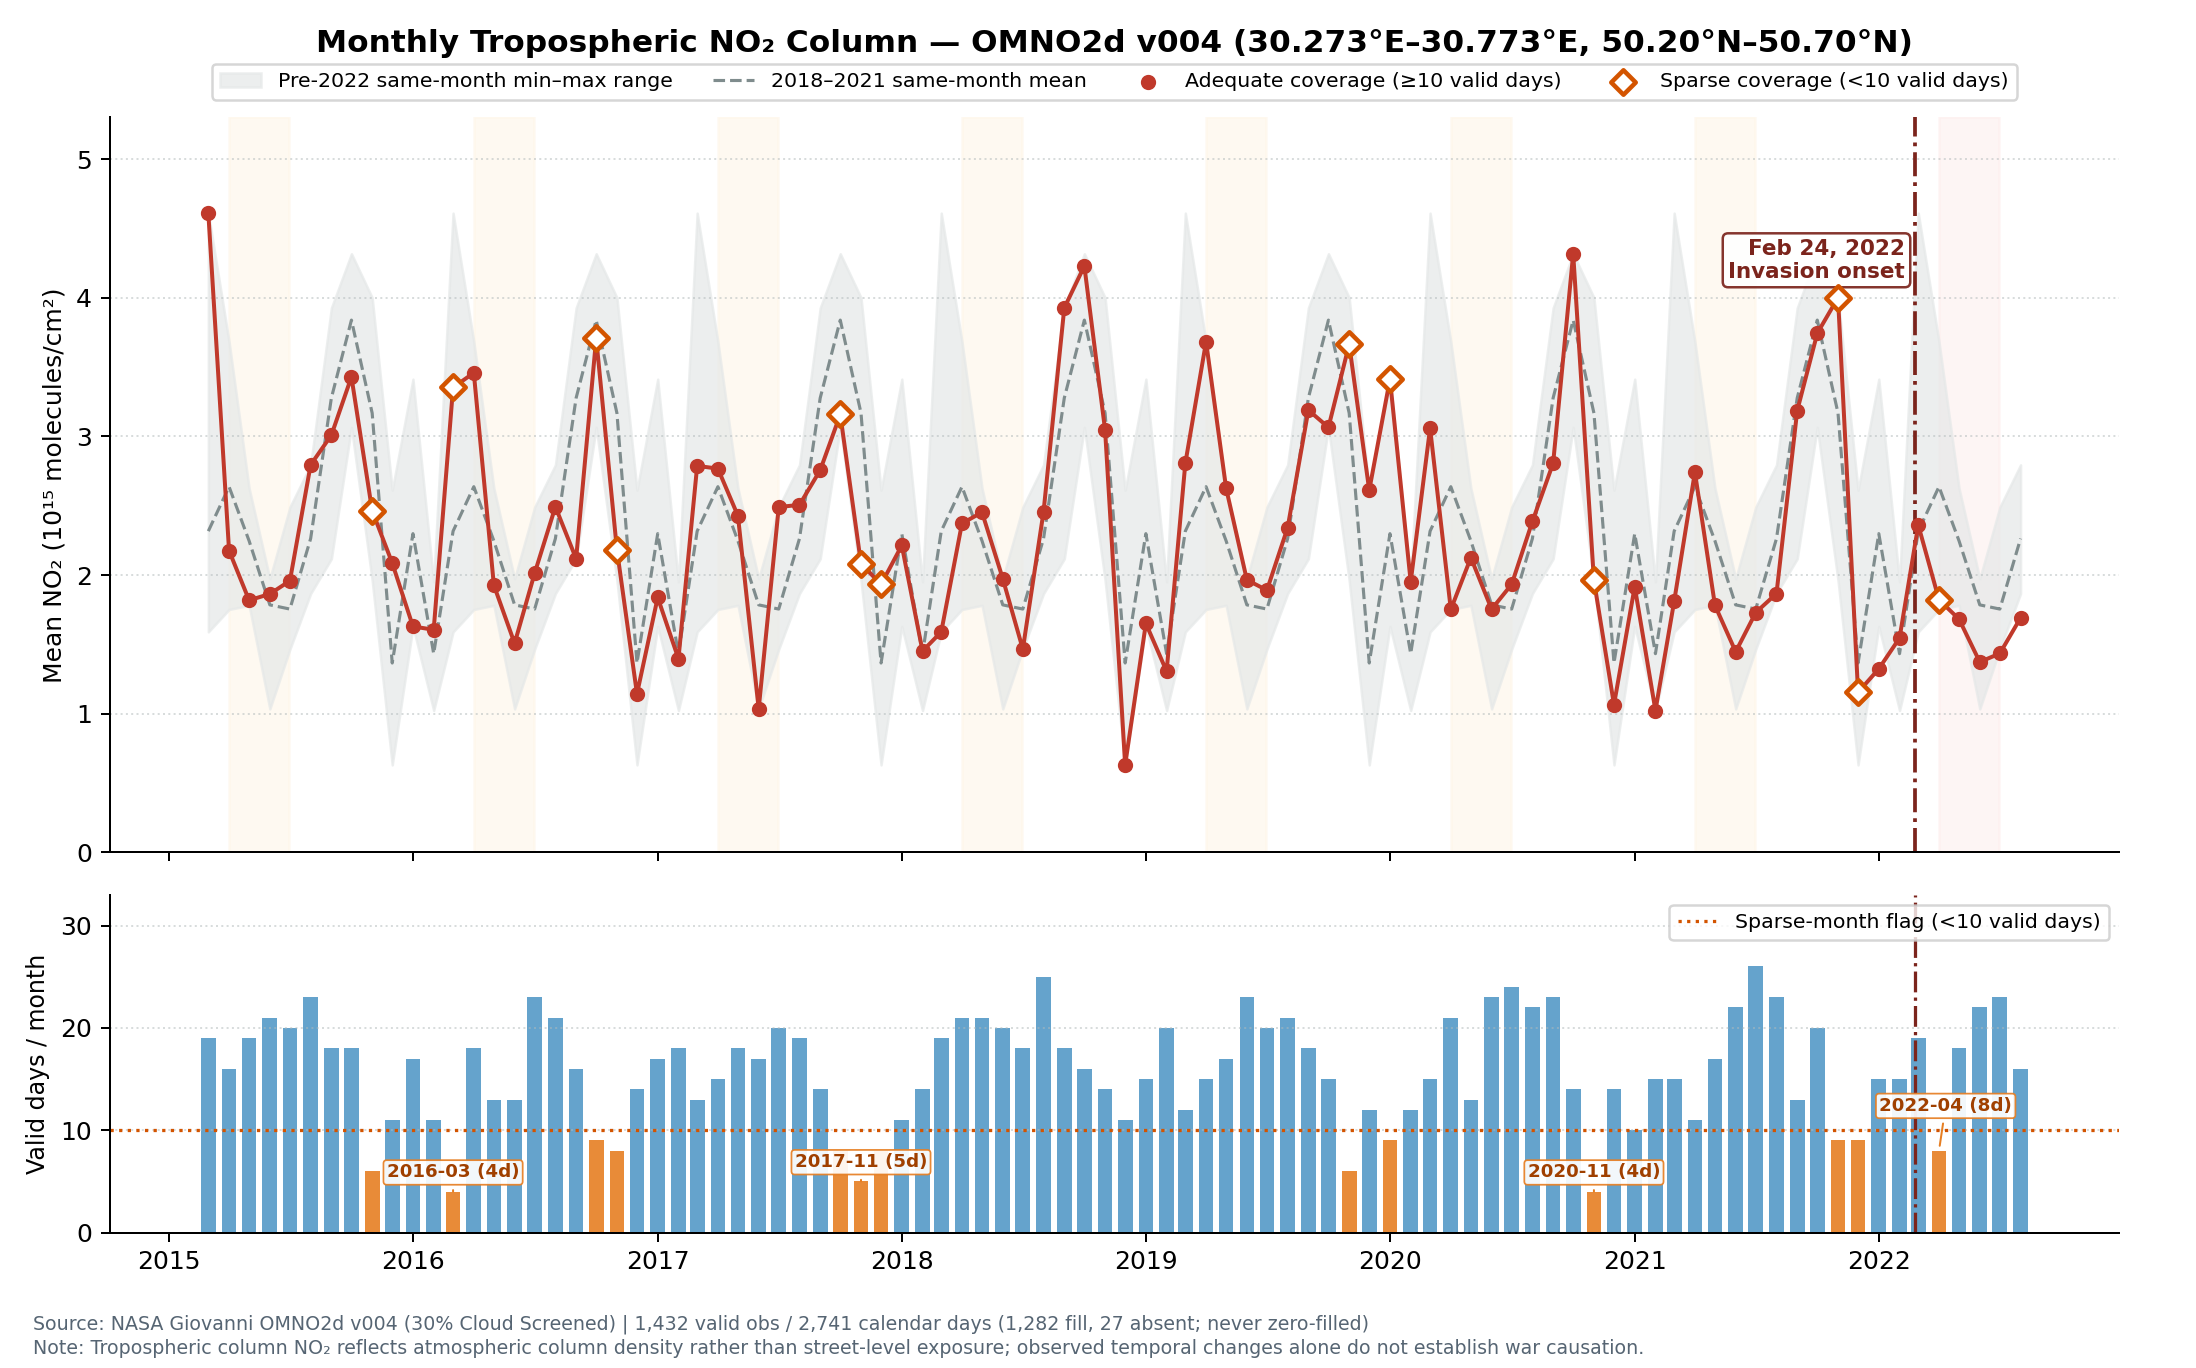 Monthly Tropospheric NO₂ Column — OMNO2d v004 (30.273°E–30.773°E, 50.20°N–50.70°N)
Pre-2022 same-month min–max range
2018–2021 same-month mean
Adequate coverage (≥10 valid days)
Sparse coverage (<10 valid days)
Mean NO₂ (10¹⁵ molecules/cm²)
5
4
3
2
1
0
Feb 24, 2022
Invasion onset
Valid days / month
30
20
10
0
Sparse-month flag (<10 valid days)
2016-03 (4d)
2017-11 (5d)
2020-11 (4d)
2022-04 (8d)
2015
2016
2017
2018
2019
2020
2021
2022
Source: NASA Giovanni OMNO2d v004 (30% Cloud Screened) | 1,432 valid obs / 2,741 calendar days (1,282 fill, 27 absent; never zero-filled)
Note: Tropospheric column NO₂ reflects atmospheric column density rather than street-level exposure; observed temporal changes alone do not establish war causation.